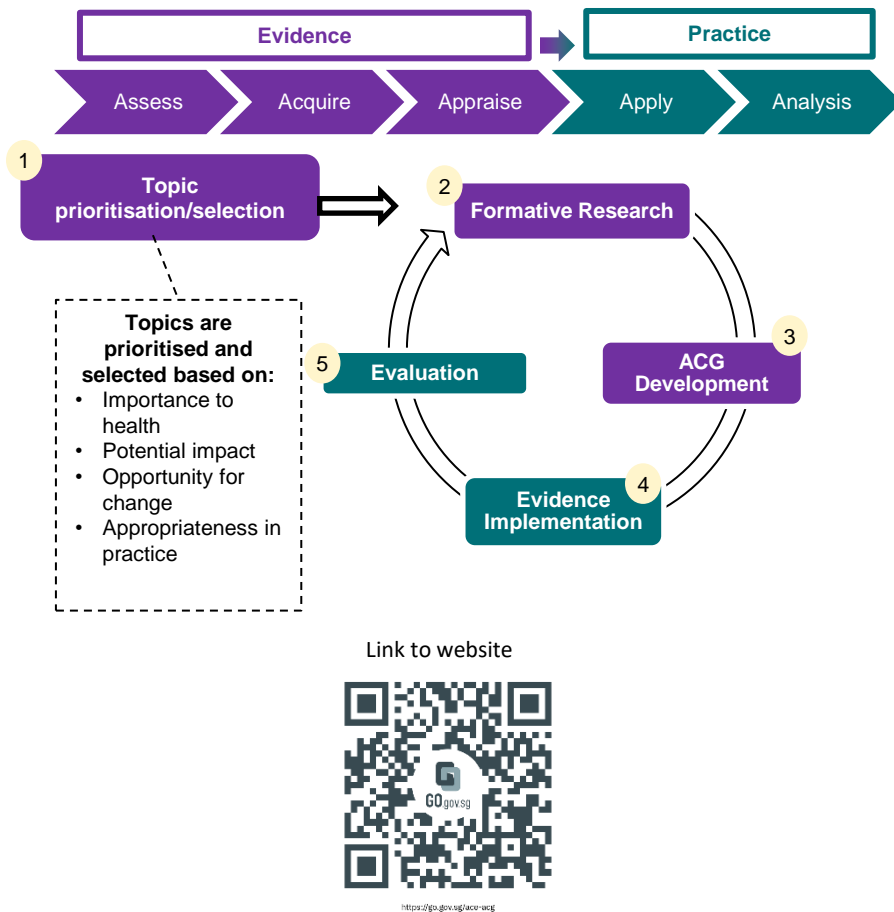 Evidence
Practice
Assess
Acquire
Appraise
Apply
Analysis
1
Topic
prioritisation/selection
2
Formative Research
3
ACG
Development
4
Evidence
Implementation
5
Evaluation
Topics are
prioritised and
selected based on:
• Importance to
health
• Potential impact
• Opportunity for
change
• Appropriateness in
practice
Link to website
GO.gov.sg
https://go.gov.sg/ace-acg